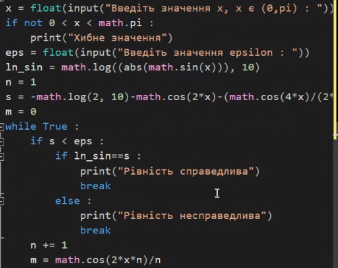 x = float(input("Введіть значення x, x є (0,pi) : "))
if not 0 < x < math.pi :
print("Хибне значення")
eps = float(input("Введіть значення epsilon : "))
ln_sin = math.log((abs(math.sin(x))), 10)
n = 1
s = -math.log(2, 10)-math.cos(2*x)-(math.cos(4*x)/(2*
m = 0
while True :
if s < eps :
if ln_sin==s :
print("Рівність справедлива")
break
else :
print("Рівність несправедлива")
break
n += 1
m = math.cos(2*x*n)/n